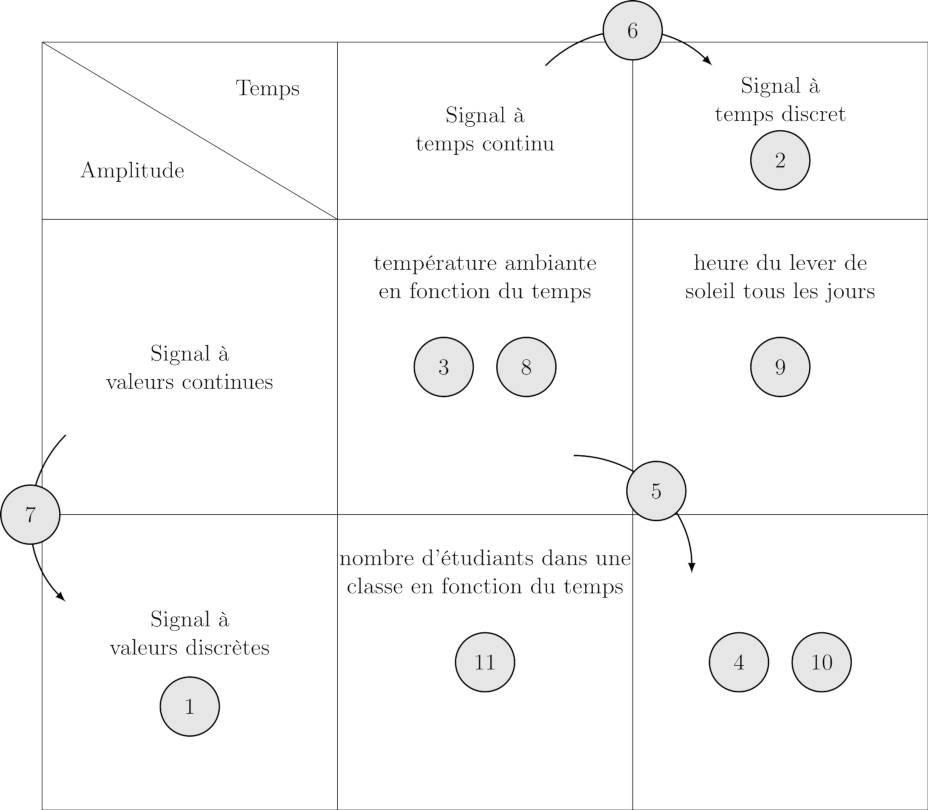 6
Temps
Amplitude
Signal à
temps continu
Signal à
temps discret
2
température ambiante
en fonction du temps
heure du lever de
soleil tous les jours
Signal à
valeurs continues
3
8
9
7
5
nombre d'étudiants dans une
classe en fonction du temps
Signal à
valeurs discrètes
1
11
4
10